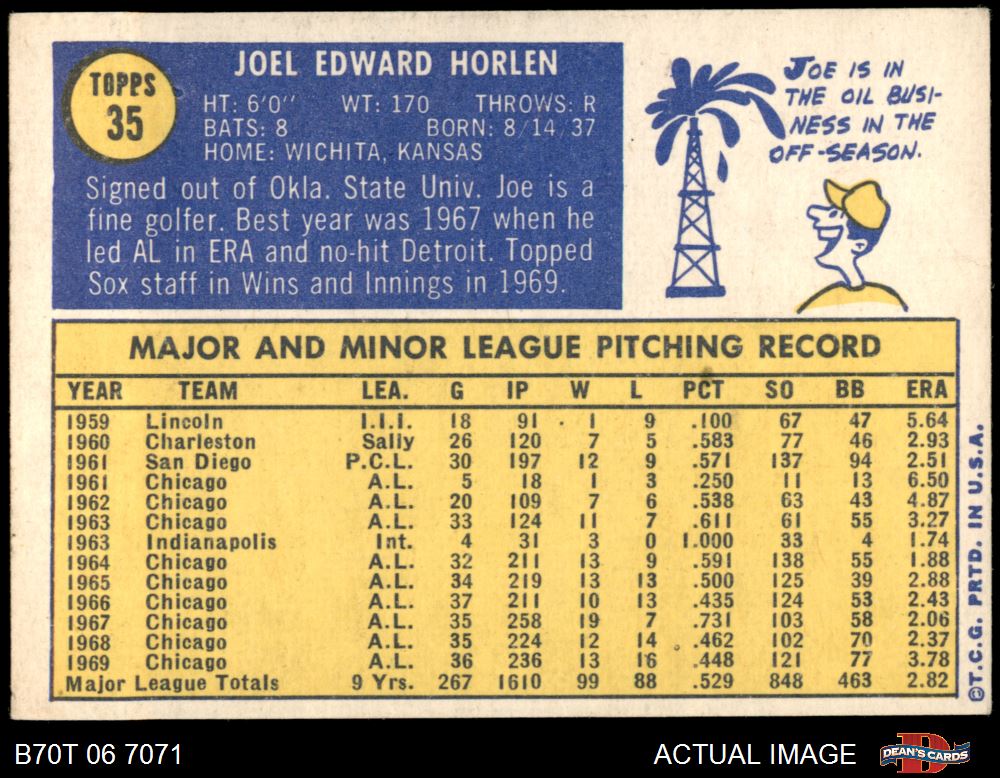 TOPPS
35
JOEL EDWARD HORLEN
HT: 6'0" WT: 170 THROWS: R
BATS: 8 BORN: 8/14/37
HOME: WICHITA, KANSAS
Signed out of Okla. State Univ. Joe is a
fine golfer. Best year was 1967 when he
led AL in ERA and no-hit Detroit. Topped
Sox staff in Wins and Innings in 1969.
JOE IS IN
THE OIL BUSI-
NESS IN THE
OFF-SEASON.
MAJOR AND MINOR LEAGUE PITCHING RECORD
YEAR TEAM LEA. G IP W L PCT SO BB ERA
1959 Lincoln I.I.I. 18 91 1 9 .100 67 47 5.64
1960 Charleston Sally 26 120 7 5 .583 77 46 2.93
1961 San Diego P.C.L. 30 197 12 9 .571 137 94 2.51
1961 Chicago A.L. 5 18 1 3 .250 11 13 6.50
1962 Chicago A.L. 20 109 7 6 .538 63 43 4.87
1963 Chicago A.L. 33 124 11 7 .611 61 55 3.27
1963 Indianapolis Int. 4 31 3 0 1.000 33 4 1.74
1964 Chicago A.L. 32 211 13 9 .591 138 55 1.88
1965 Chicago A.L. 34 219 13 13 .500 125 39 2.88
1966 Chicago A.L. 37 211 10 13 .435 124 53 2.43
1967 Chicago A.L. 35 258 19 7 .731 103 58 2.06
1968 Chicago A.L. 35 224 12 14 .462 102 70 2.37
1969 Chicago A.L. 36 236 13 16 .448 121 77 3.78
Major League Totals 9 Yrs. 267 1610 99 88 .529 848 463 2.82
©T.C.G. PRTD. IN U.S.A.
B70T 06 7071
ACTUAL IMAGE
DEAN'S CARDS